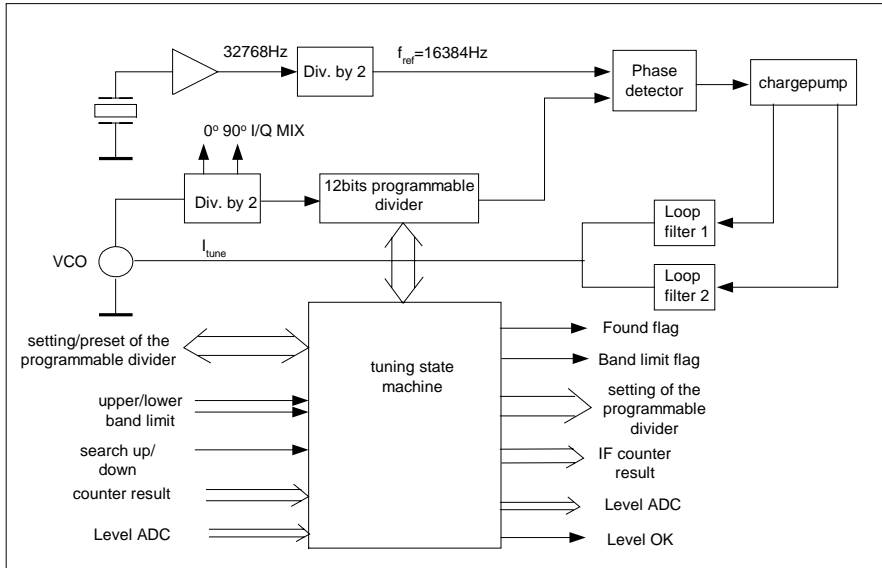 32768Hz
f_ref=16384Hz
Div. by 2
Phase
detector
chargepump
0° 90° I/Q MIX
Div. by 2
12bits programmable
divider
Loop
filter 1
I_tune
VCO
Loop
filter 2
setting/preset of the
programmable divider
upper/lower
band limit
search up/
down
counter result
Level ADC
tuning state
machine
Found flag
Band limit flag
setting of the
programmable
divider
IF counter
result
Level ADC
Level OK